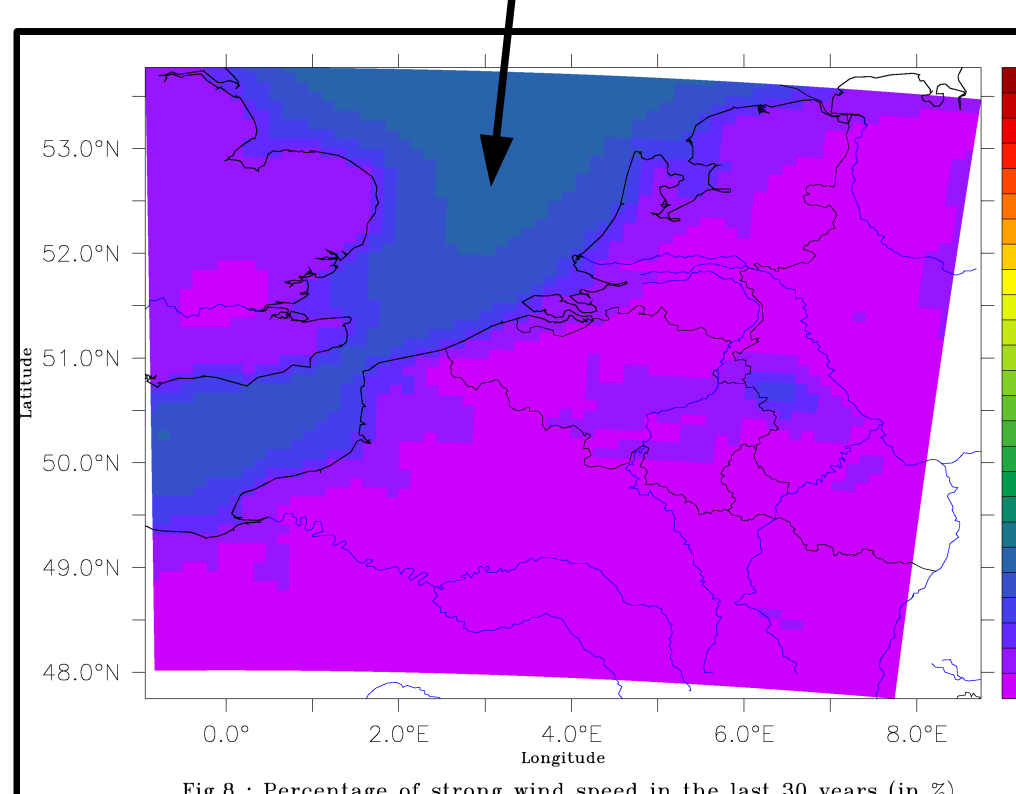 53.0°N
52.0°N
51.0°N
50.0°N
49.0°N
48.0°N
Latitude
0.0°
2.0°E
4.0°E
6.0°E
8.0°E
Longitude
Fig 8 : Percentage of strong wind speed in the last 30 years (in %)